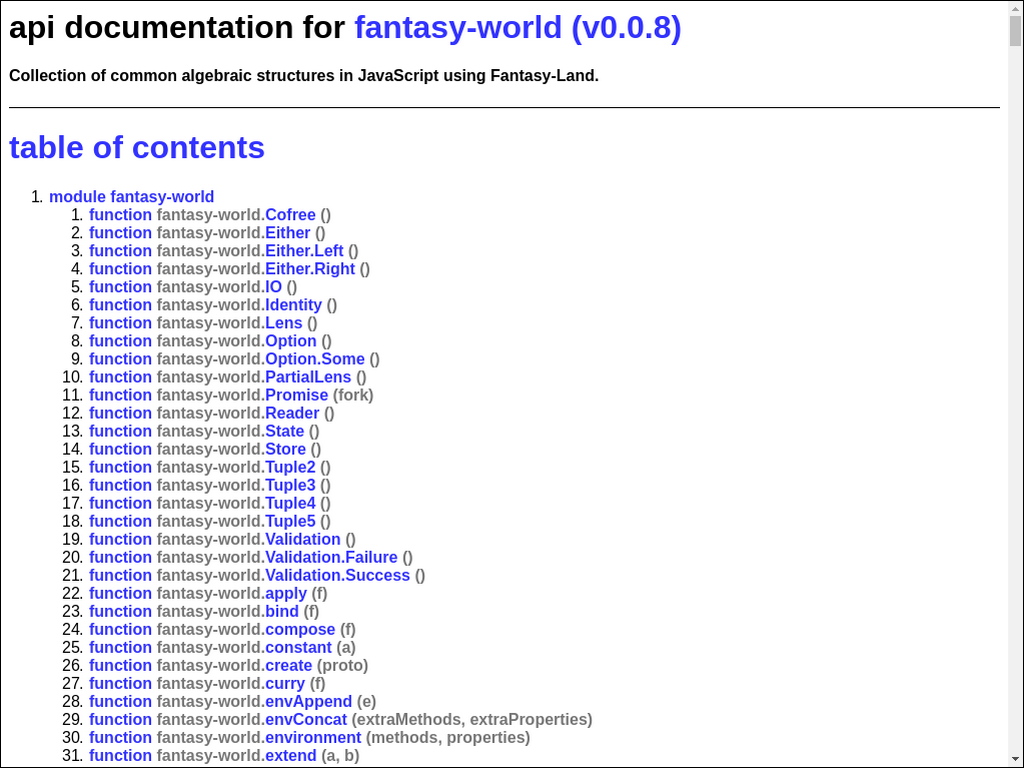 api documentation for fantasy-world (v0.0.8)
Collection of common algebraic structures in JavaScript using Fantasy-Land.
table of contents
1. module fantasy-world
1. function fantasy-world.Cofree ()
2. function fantasy-world.Either ()
3. function fantasy-world.Either.Left ()
4. function fantasy-world.Either.Right ()
5. function fantasy-world.IO ()
6. function fantasy-world.Identity ()
7. function fantasy-world.Lens ()
8. function fantasy-world.Option ()
9. function fantasy-world.Option.Some ()
10. function fantasy-world.PartialLens ()
11. function fantasy-world.Promise (fork)
12. function fantasy-world.Reader ()
13. function fantasy-world.State ()
14. function fantasy-world.Store ()
15. function fantasy-world.Tuple2 ()
16. function fantasy-world.Tuple3 ()
17. function fantasy-world.Tuple4 ()
18. function fantasy-world.Tuple5 ()
19. function fantasy-world.Validation ()
20. function fantasy-world.Validation.Failure ()
21. function fantasy-world.Validation.Success ()
22. function fantasy-world.apply (f)
23. function fantasy-world.bind (f)
24. function fantasy-world.compose (f)
25. function fantasy-world.constant (a)
26. function fantasy-world.create (proto)
27. function fantasy-world.curry (f)
28. function fantasy-world.envAppend (e)
29. function fantasy-world.envConcat (extraMethods, extraProperties)
30. function fantasy-world.environment (methods, properties)
31. function fantasy-world.extend (a, b)